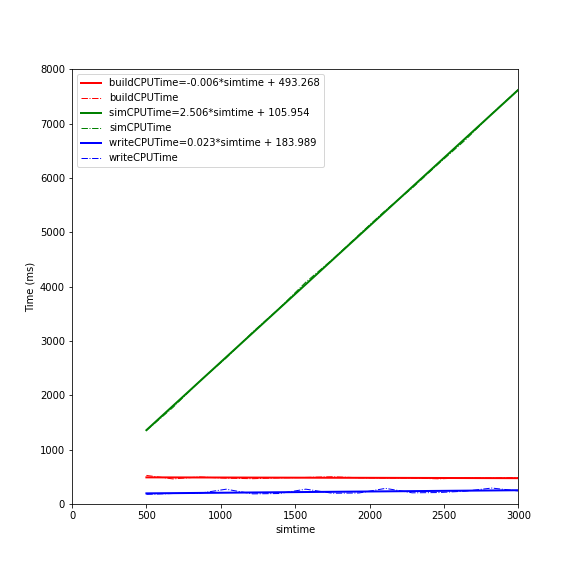 8000
7000
6000
5000
4000
3000
2000
1000
0
Time (ms)
buildCPUTime=-0.006*simtime + 493.268
buildCPUTime
simCPUTime=2.506*simtime + 105.954
simCPUTime
writeCPUTime=0.023*simtime + 183.989
writeCPUTime
0 500 1000 1500 2000 2500 3000
simtime